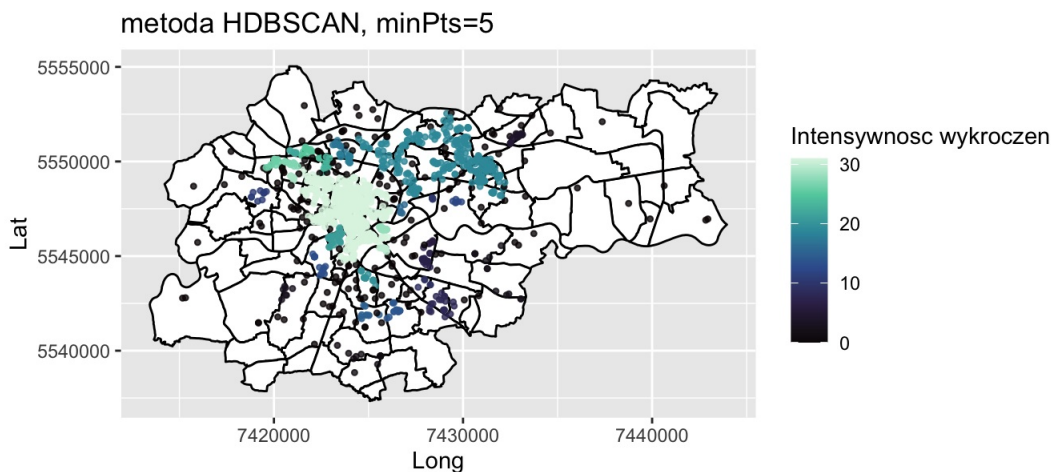 metoda HDBSCAN, minPts=5
5555000
5550000
5545000
5540000
Lat
7420000 7430000 7440000
Long
Intensywnosc wykroczen
30
20
10
0